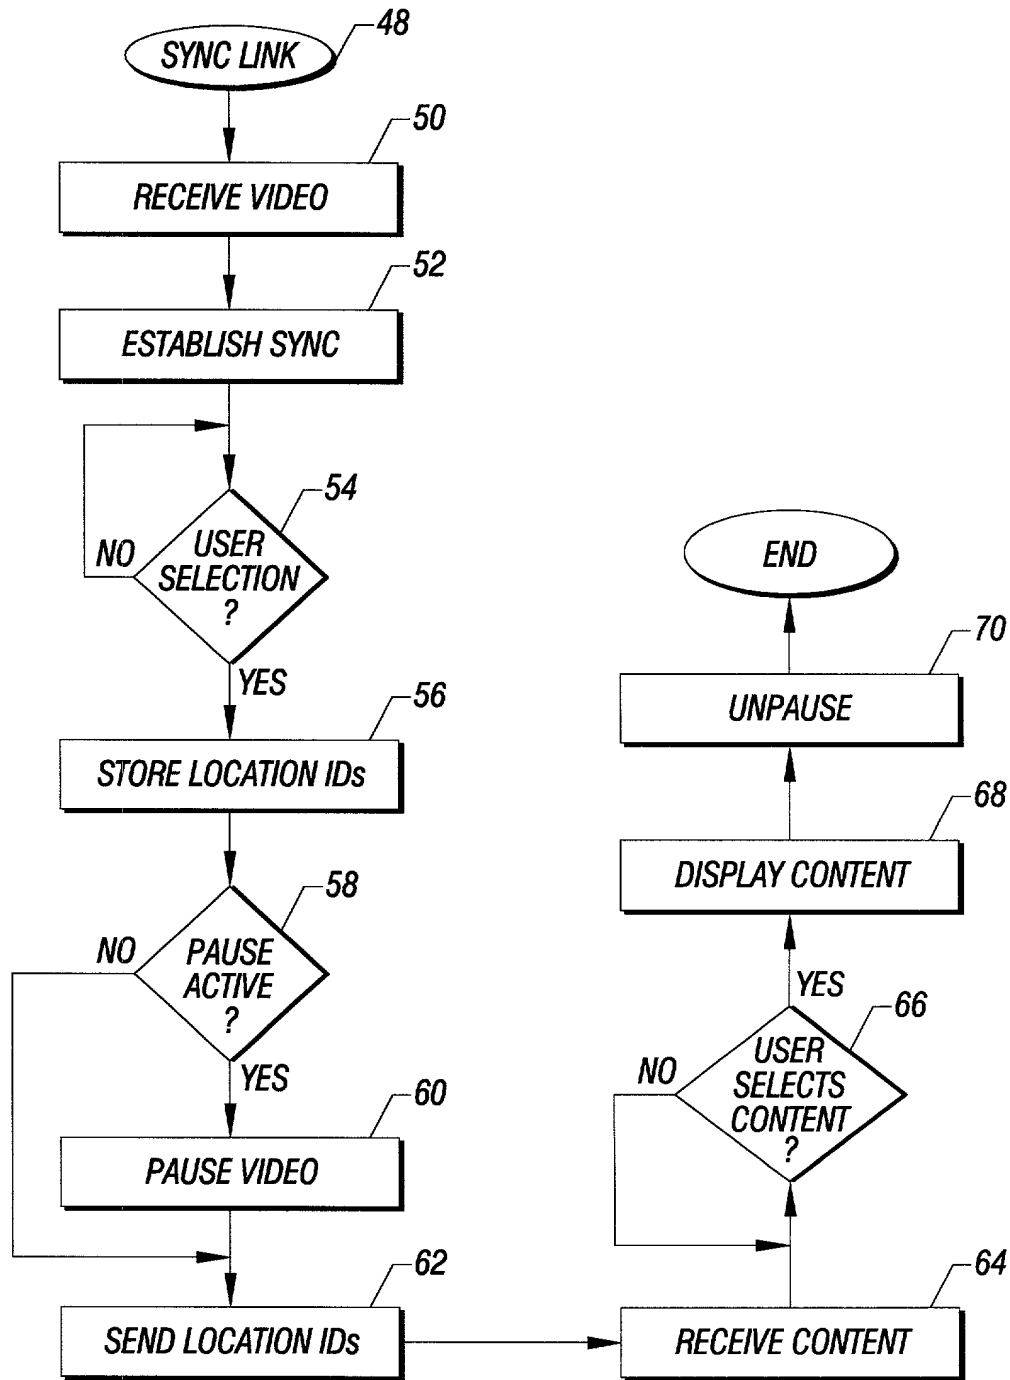 SYNC LINK
48
50
RECEIVE VIDEO
52
ESTABLISH SYNC
54
NO
USER
SELECTION
?
YES
56
STORE LOCATION IDs
58
NO
PAUSE
ACTIVE
?
YES
60
PAUSE VIDEO
62
SEND LOCATION IDs
64
RECEIVE CONTENT
66
NO
USER
SELECTS
CONTENT
?
YES
68
DISPLAY CONTENT
70
UNPAUSE
END